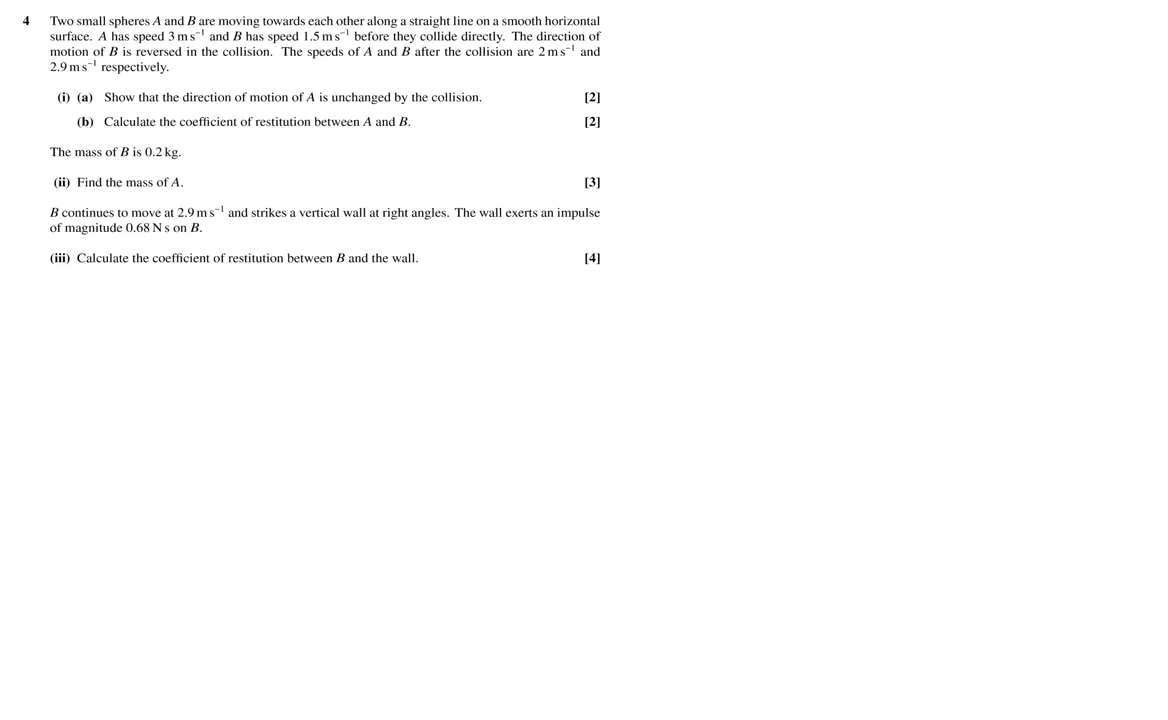 4 Two small spheres A and B are moving towards each other along a straight line on a smooth horizontal
surface. A has speed 3 m s⁻¹ and B has speed 1.5 m s⁻¹ before they collide directly. The direction of
motion of B is reversed in the collision. The speeds of A and B after the collision are 2 m s⁻¹ and
2.9 m s⁻¹ respectively.
(i) (a) Show that the direction of motion of A is unchanged by the collision. [2]
(b) Calculate the coefficient of restitution between A and B. [2]
The mass of B is 0.2 kg.
(ii) Find the mass of A. [3]
B continues to move at 2.9 m s⁻¹ and strikes a vertical wall at right angles. The wall exerts an impulse
of magnitude 0.68 N s on B.
(iii) Calculate the coefficient of restitution between B and the wall. [4]